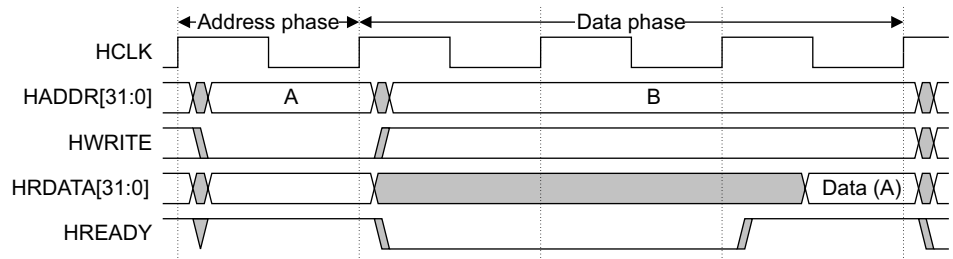 Address phase Data phase
HCLK
HADDR[31:0] A B
HWRITE
HRDATA[31:0] Data (A)
HREADY